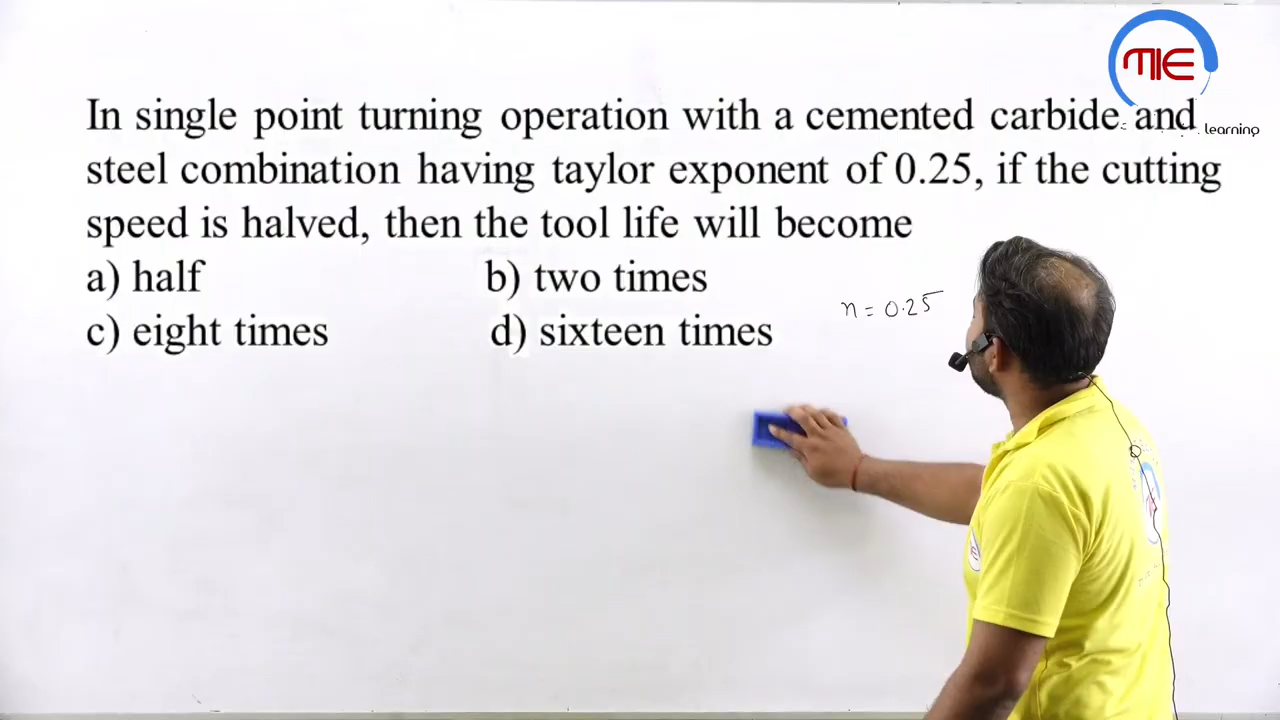 MIE
In single point turning operation with a cemented carbide and
learning
steel combination having taylor exponent of 0.25, if the cutting
speed is halved, then the tool life will become
a) half b) two times
n = 0.25
c) eight times d) sixteen times